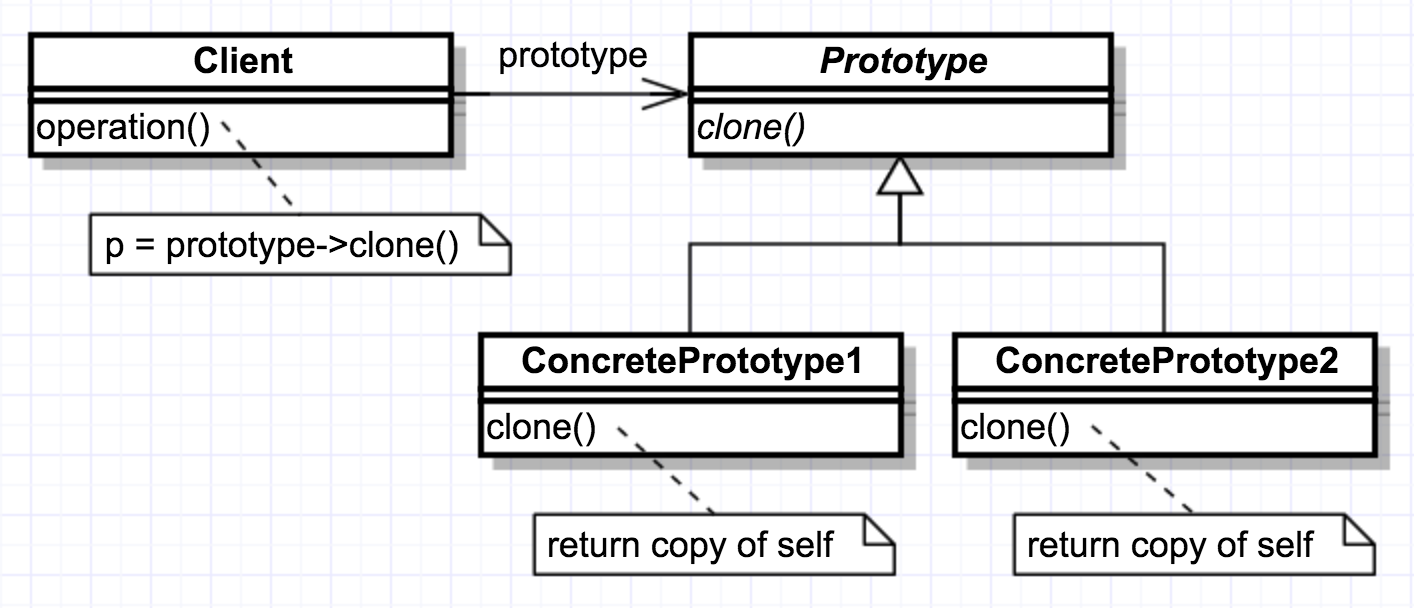 Client
prototype
Prototype
operation()
clone()
p = prototype->clone()
ConcretePrototype1
ConcretePrototype2
clone()
clone()
return copy of self
return copy of self